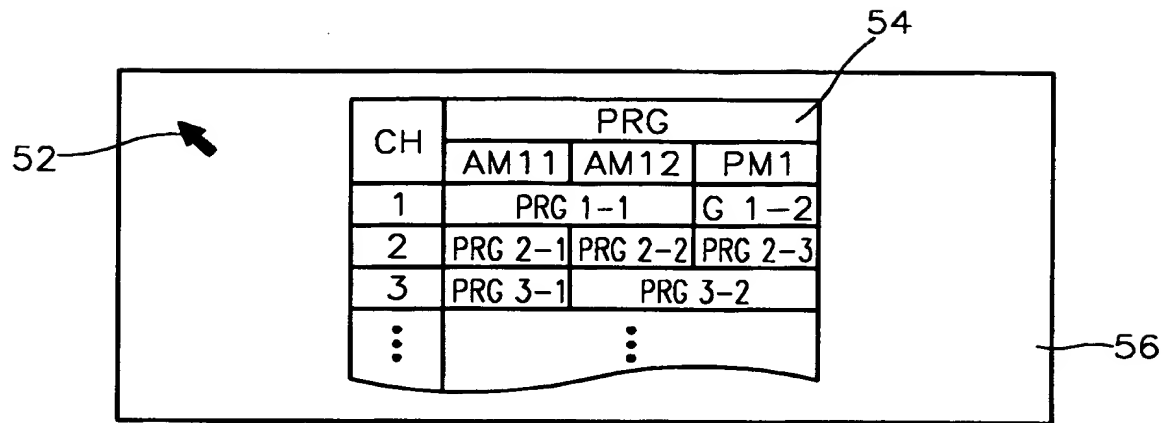 54
52
CH PRG
AM11 AM12 PM1
1 PRG 1-1 G 1-2
2 PRG 2-1 PRG 2-2 PRG 2-3
3 PRG 3-1 PRG 3-2
56